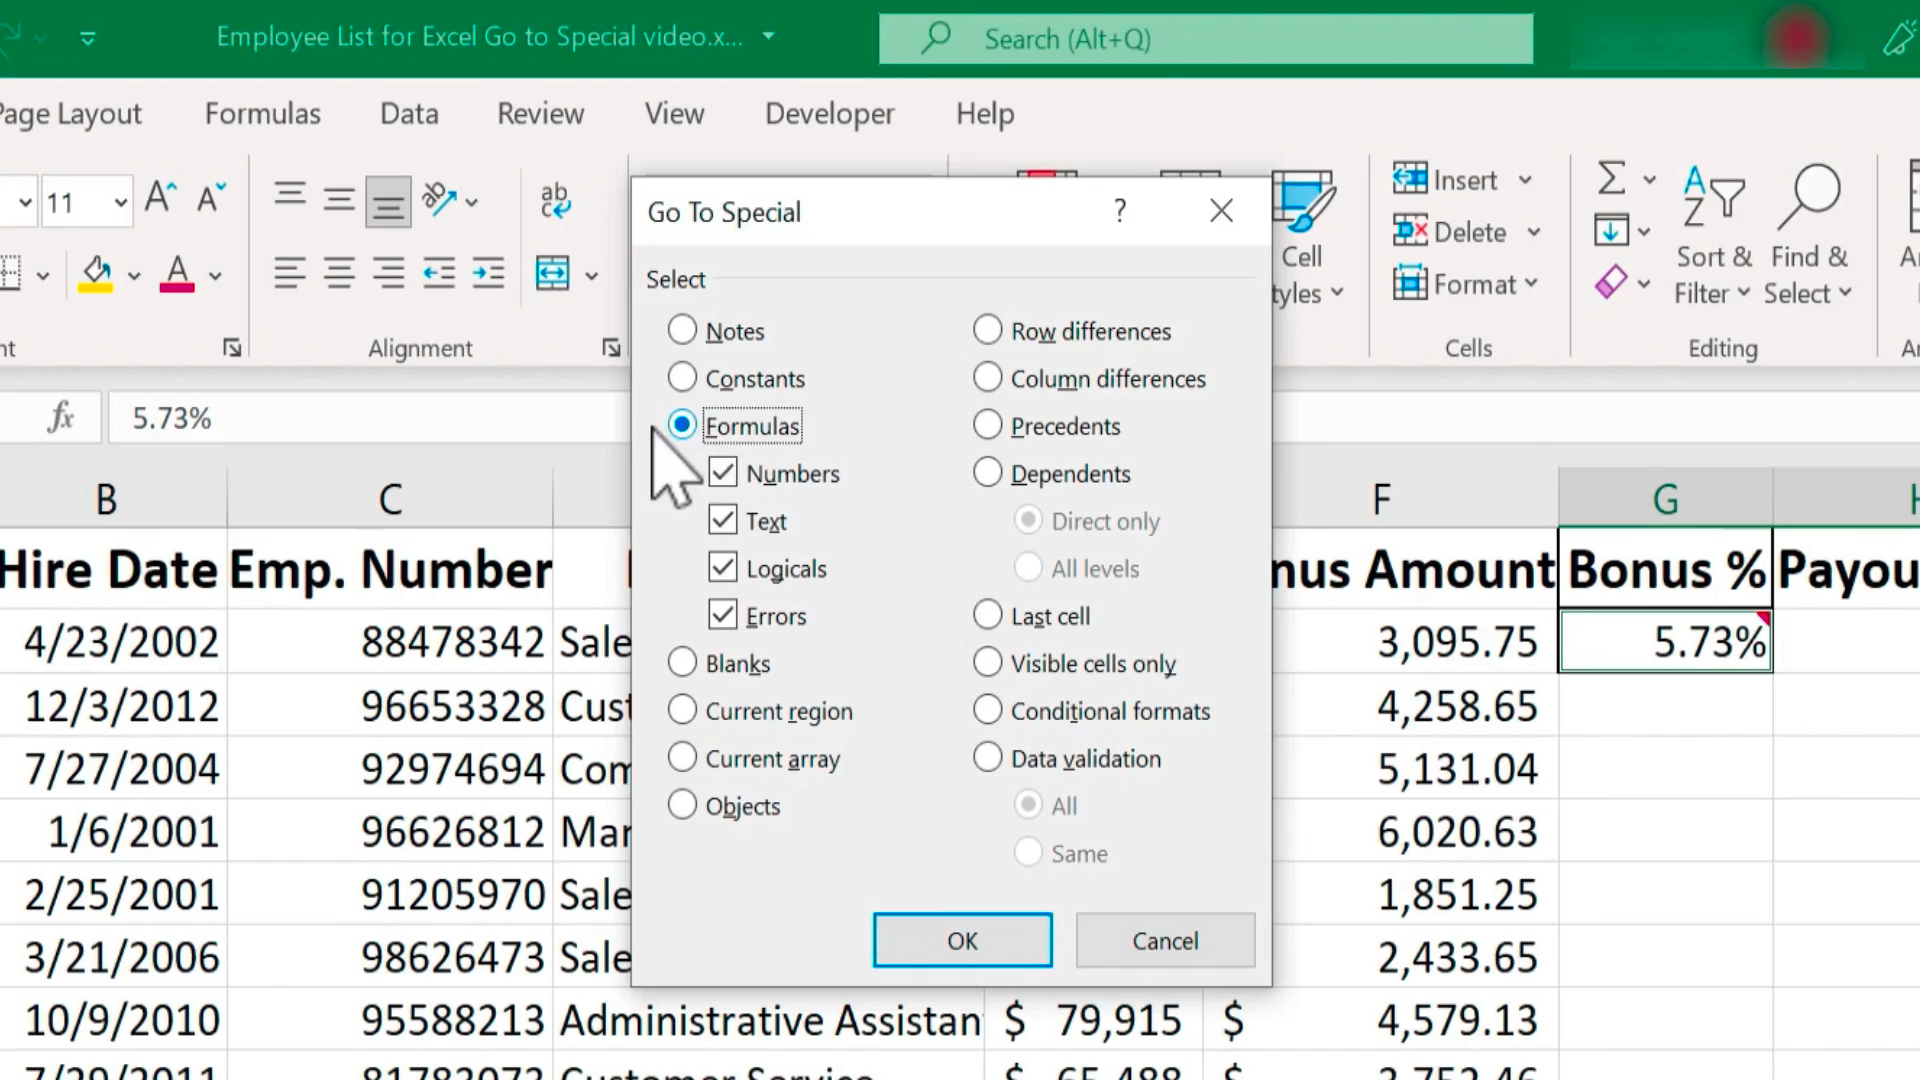 Employee List for Excel Go to Special video.x...
Search (Alt+Q)
Page Layout
Formulas
Data
Review
View
Developer
Help
11
Insert
Delete
Format
Cell
Styles
Sort &
Filter
Find &
Select
Alignment
Cells
Editing
5.73%
Go To Special
Select
Notes
Constants
Formulas
Numbers
Text
Logicals
Errors
Blanks
Current region
Current array
Objects
Row differences
Column differences
Precedents
Dependents
Direct only
All levels
Last cell
Visible cells only
Conditional formats
Data validation
All
Same
OK
Cancel
B C F G H
Hire Date Emp. Number nus Amount Bonus % Payou
4/23/2002 88478342 Sale 3,095.75 5.73%
12/3/2012 96653328 Cust 4,258.65
7/27/2004 92974694 Com 5,131.04
1/6/2001 96626812 Mar 6,020.63
2/25/2001 91205970 Sale 1,851.25
3/21/2006 98626473 Sale 2,433.65
10/9/2010 95588213 Administrative Assistan $ 79,915 $ 4,579.13